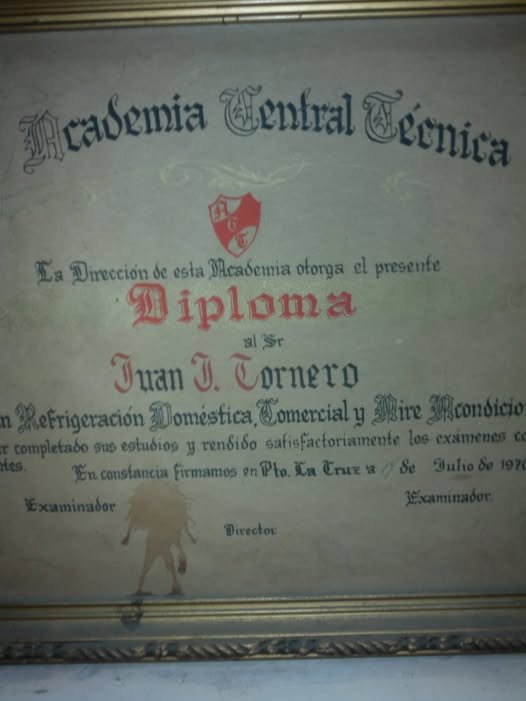 Academia Central Técnica
A C T
La Dirección de esta Academia otorga el presente
Diploma
al Sr
Juan J. Tornero
n Refrigeración Doméstica, Comercial y Aire Acondicio
er completado sus estudios y rendido satisfactoriamente los exámenes co
tes. En constancia firmamos en Pto. La Cruz a de Julio de 1970
Examinador Examinador.
Director